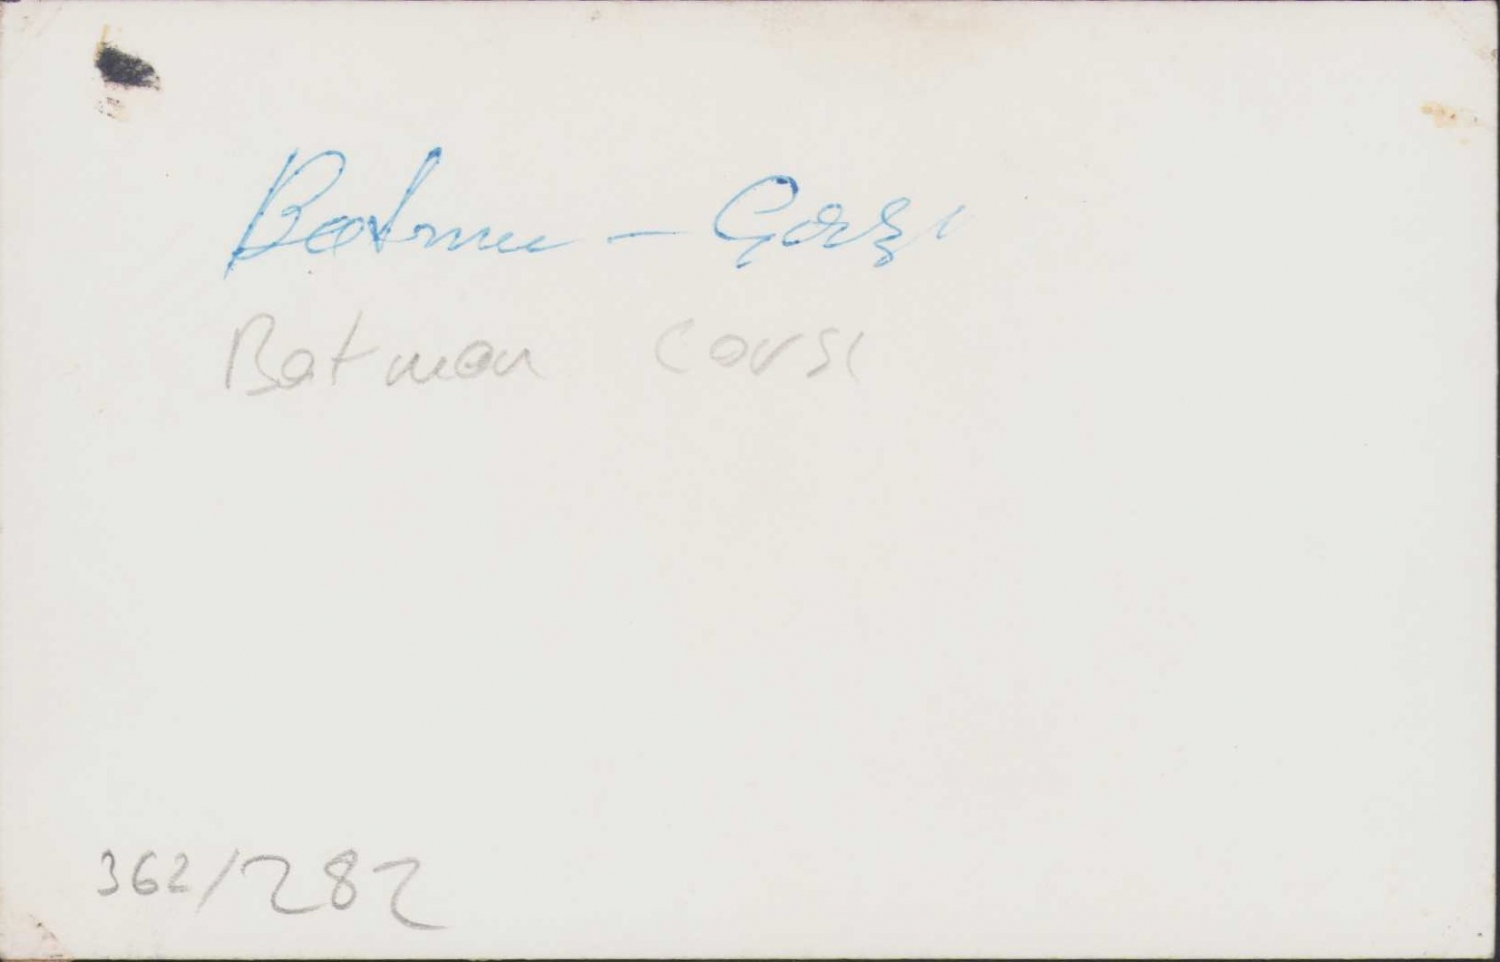 Batman - Çarşı
Batman Carsı
362/282